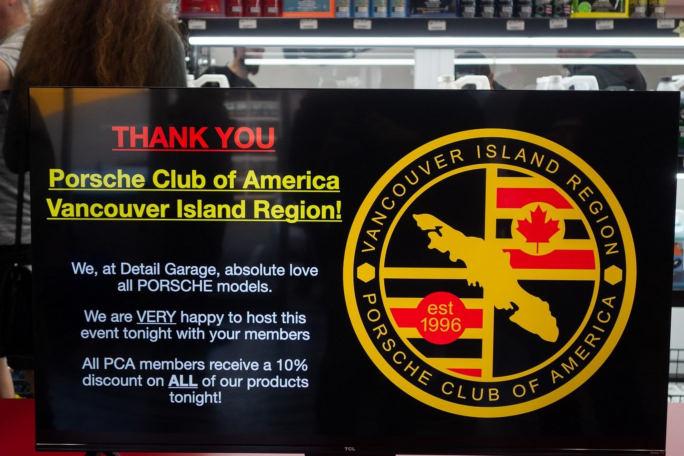 THANK YOU
Porsche Club of America
Vancouver Island Region!
We, at Detail Garage, absolute love
all PORSCHE models.
We are VERY happy to host this
event tonight with your members
All PCA members receive a 10%
discount on ALL of our products
tonight!
VANCOUVER ISLAND REGION
est
1996
PORSCHE CLUB OF AMERICA
TCL